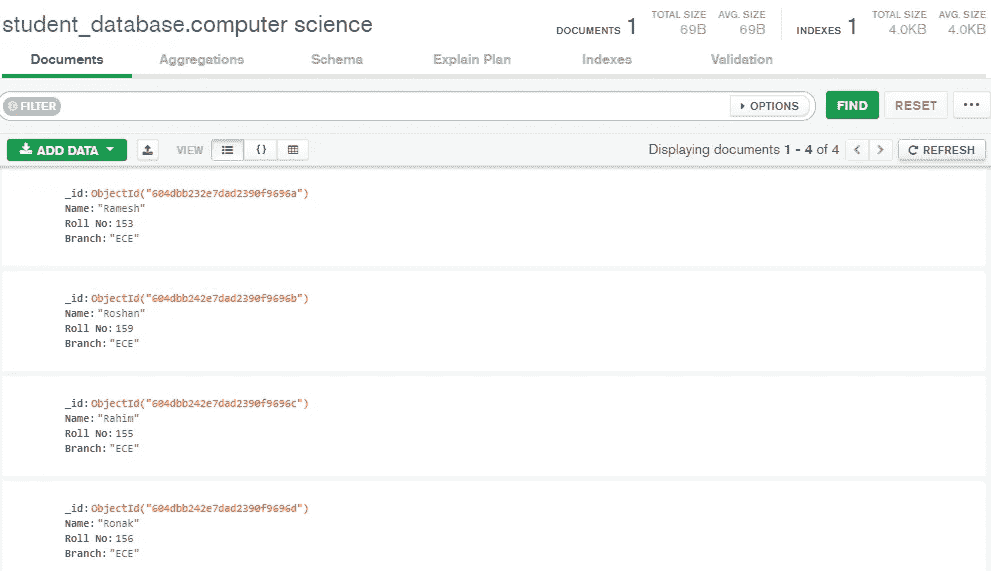 student_database.computer science
DOCUMENTS 1 TOTAL SIZE 69B AVG. SIZE 69B INDEXES 1 TOTAL SIZE 4.0KB AVG. SIZE 4.0KB
Documents Aggregations Schema Explain Plan Indexes Validation
FILTER OPTIONS FIND RESET ...
ADD DATA VIEW {} Displaying documents 1 - 4 of 4 < > REFRESH
_id:ObjectId("604dbb232e7dad2390f9696a")
Name:"Ramesh"
Roll No:153
Branch:"ECE"
_id:ObjectId("604dbb242e7dad2390f9696b")
Name:"Roshan"
Roll No:159
Branch:"ECE"
_id:ObjectId("604dbb242e7dad2390f9696c")
Name:"Rahim"
Roll No:155
Branch:"ECE"
_id:ObjectId("604dbb242e7dad2390f9696d")
Name:"Ronak"
Roll No:156
Branch:"ECE"